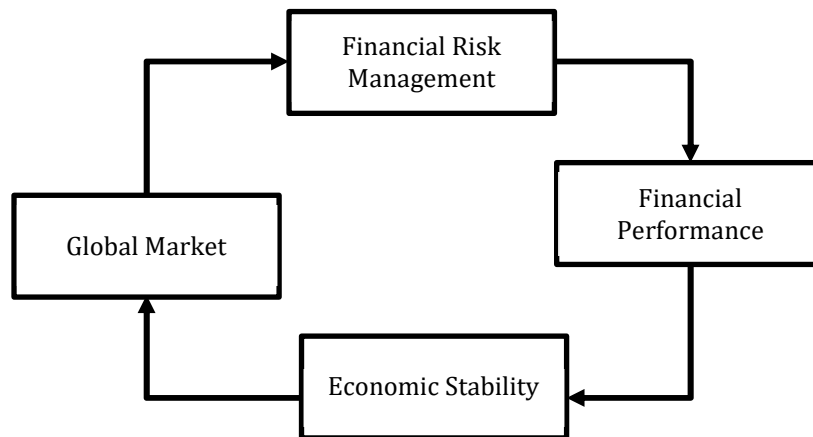 Financial Risk
Management
Financial
Performance
Global Market
Economic Stability